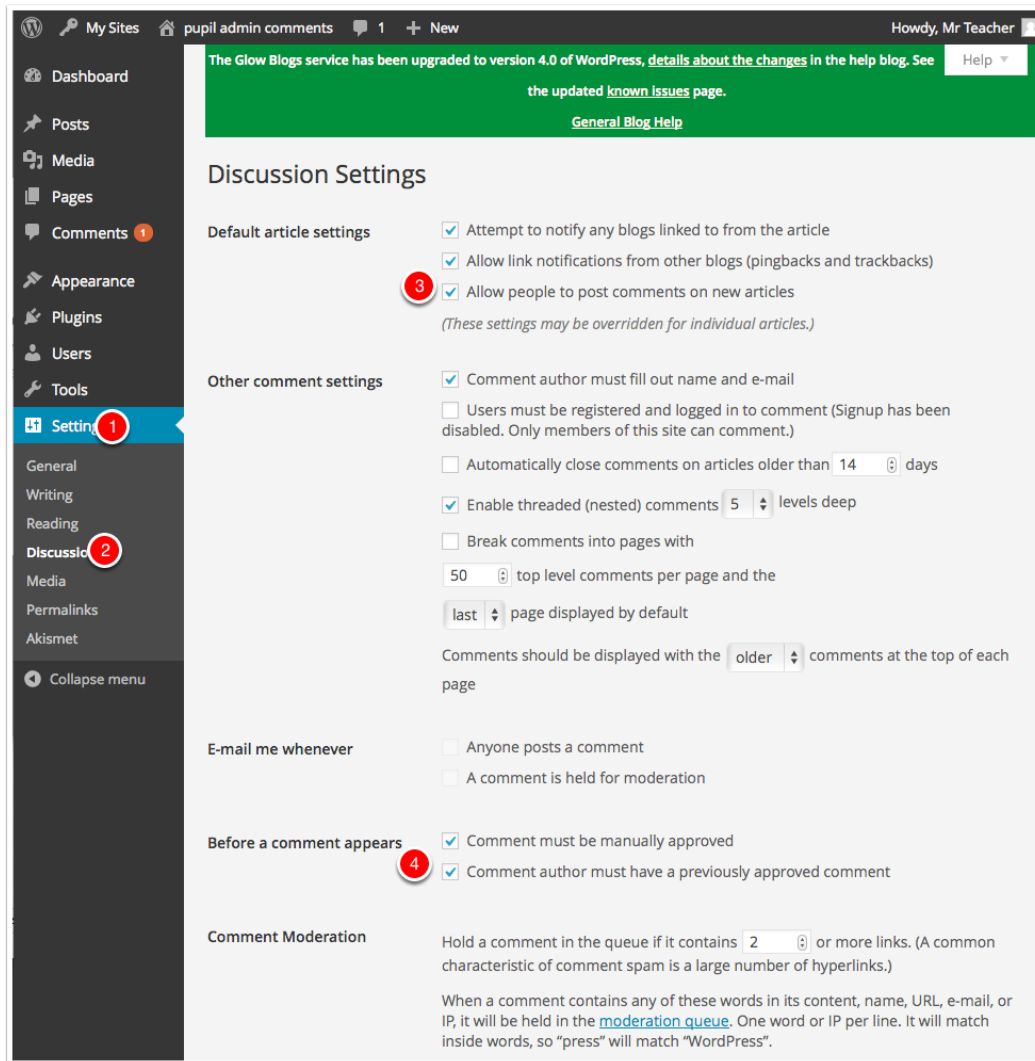 My Sites pupil admin comments 1 + New Howdy, Mr Teacher
Dashboard
Posts
Media
Pages
Comments 1
Appearance
Plugins
Users
Tools
Settin 1
General
Writing
Reading
Discussio 2
Media
Permalinks
Akismet
Collapse menu
The Glow Blogs service has been upgraded to version 4.0 of WordPress, details about the changes in the help blog. See
the updated known issues page.
General Blog Help
Help
Discussion Settings
Default article settings
Attempt to notify any blogs linked to from the article
Allow link notifications from other blogs (pingbacks and trackbacks)
3 Allow people to post comments on new articles
(These settings may be overridden for individual articles.)
Other comment settings
Comment author must fill out name and e-mail
Users must be registered and logged in to comment (Signup has been
disabled. Only members of this site can comment.)
Automatically close comments on articles older than 14 days
Enable threaded (nested) comments 5 levels deep
Break comments into pages with
50 top level comments per page and the
last page displayed by default
Comments should be displayed with the older comments at the top of each
page
E-mail me whenever
Anyone posts a comment
A comment is held for moderation
Before a comment appears
Comment must be manually approved
4 Comment author must have a previously approved comment
Comment Moderation
Hold a comment in the queue if it contains 2 or more links. (A common
characteristic of comment spam is a large number of hyperlinks.)
When a comment contains any of these words in its content, name, URL, e-mail, or
IP, it will be held in the moderation queue. One word or IP per line. It will match
inside words, so “press” will match “WordPress”.